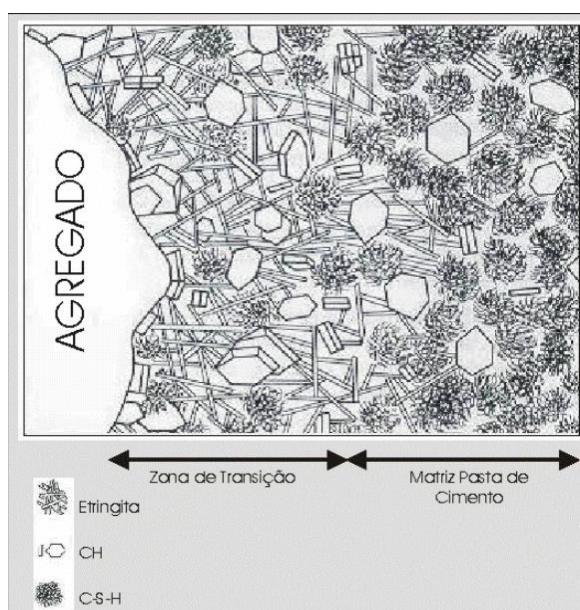 AGREGADO
Zona de Transição
Matriz Pasta de
Cimento
Etringita
CH
C-S-H